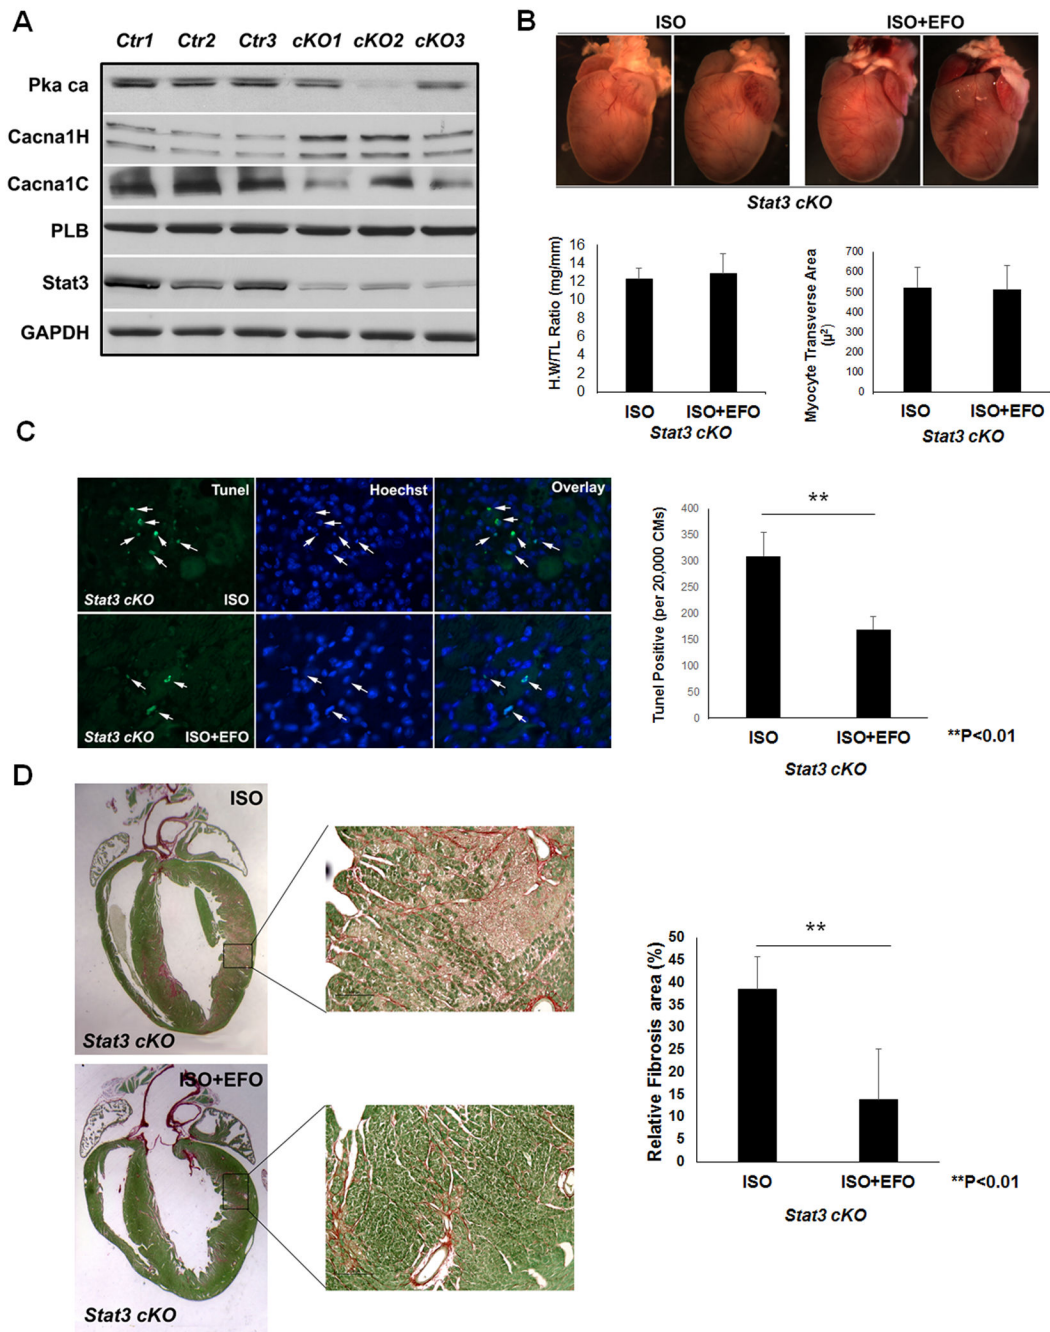 A
Ctr1 Ctr2 Ctr3 cKO1 cKO2 cKO3
Pka ca
Cacna1H
Cacna1C
PLB
Stat3
GAPDH
B
ISO
ISO+EFO
Stat3 cKO
H.W/TL Ratio (mg/mm)
16
14
12
10
8
6
4
2
0
ISO
ISO+EFO
Stat3 cKO
Myocyte Transverse Area
(μ²)
700
600
500
400
300
200
100
0
ISO
ISO+EFO
Stat3 cKO
C
Tunel
Hoechst
Overlay
Stat3 cKO
ISO
Stat3 cKO
ISO+EFO
Tunel Positive (per 20,000 CMs)
400
350
300
250
200
150
100
50
0
**
ISO
ISO+EFO
**P<0.01
Stat3 cKO
D
ISO
Stat3 cKO
ISO+EFO
Stat3 cKO
Relative Fibrosis area (%)
50
45
40
35
30
25
20
15
10
5
0
**
ISO
ISO+EFO
**P<0.01
Stat3 cKO